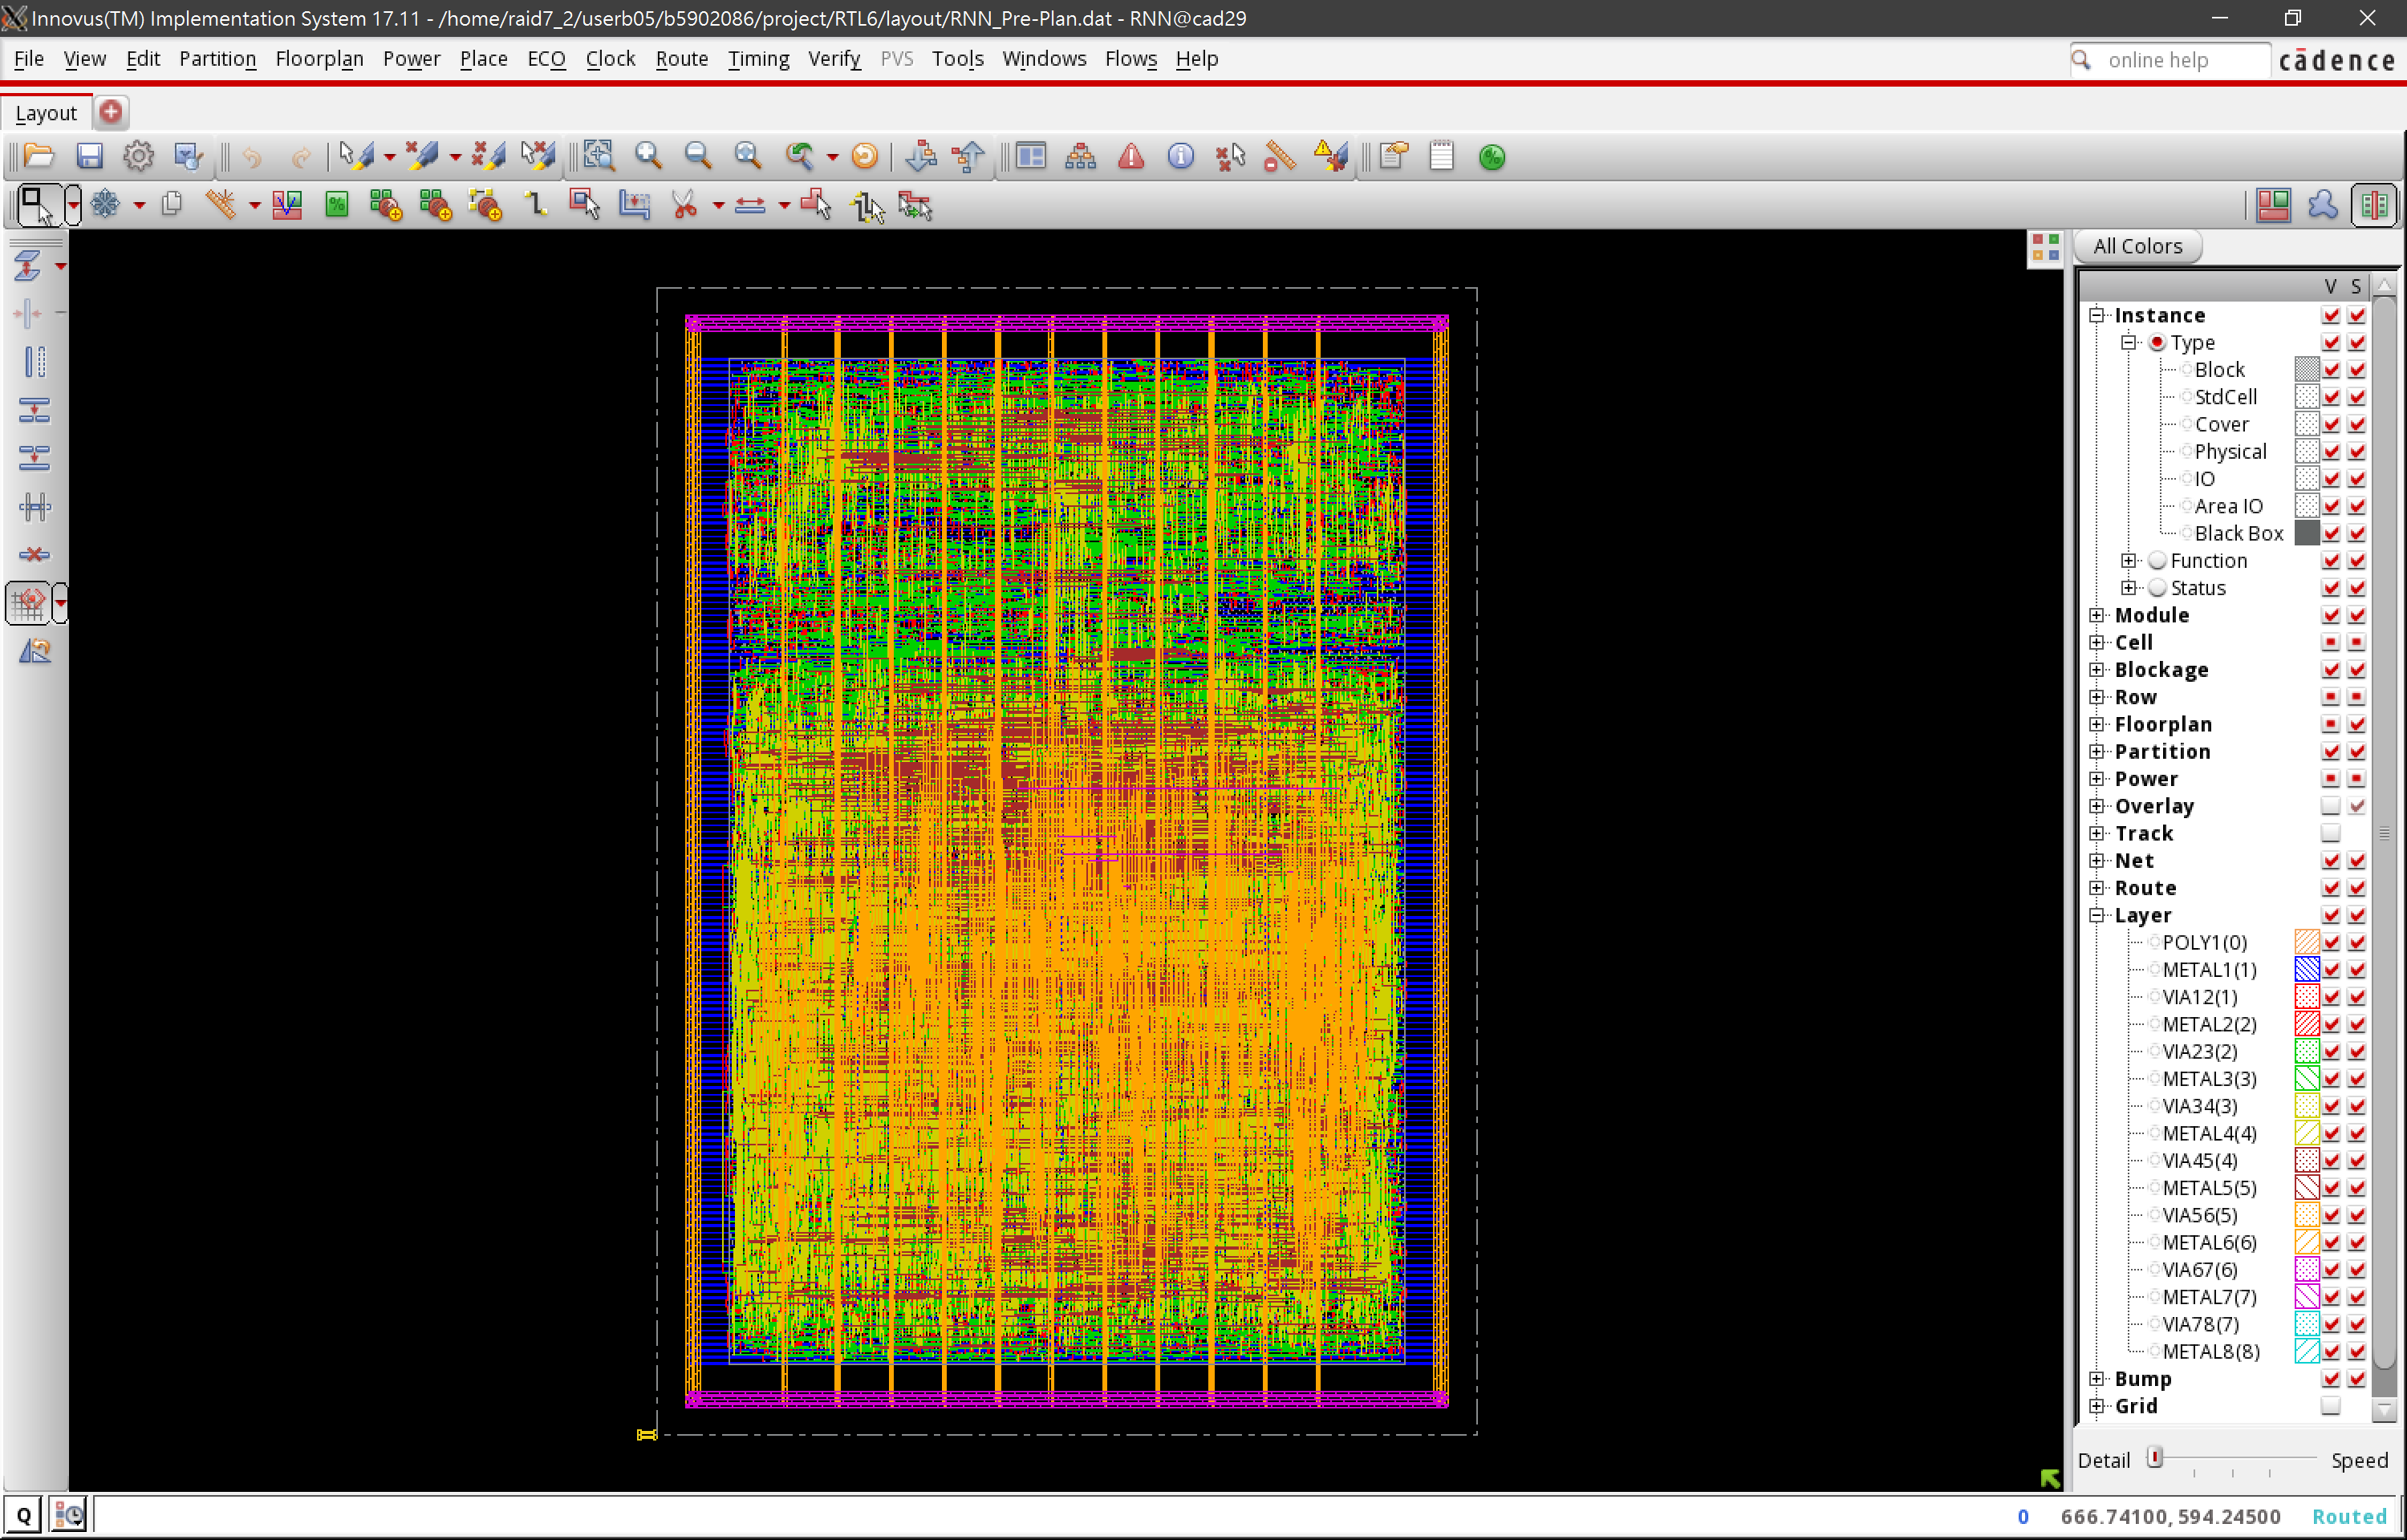 Innovus(TM) Implementation System 17.11 - /home/raid7_2/userb05/b5902086/project/RTL6/layout/RNN_Pre-Plan.dat - RNN@cad29
File View Edit Partition Floorplan Power Place ECO Clock Route Timing Verify PVS Tools Windows Flows Help
online help
cādence
Layout
All Colors
V S
Instance
Type
Block
StdCell
Cover
Physical
IO
Area IO
Black Box
Function
Status
Module
Cell
Blockage
Row
Floorplan
Partition
Power
Overlay
Track
Net
Route
Layer
POLY1(0)
METAL1(1)
VIA12(1)
METAL2(2)
VIA23(2)
METAL3(3)
VIA34(3)
METAL4(4)
VIA45(4)
METAL5(5)
VIA56(5)
METAL6(6)
VIA67(6)
METAL7(7)
VIA78(7)
METAL8(8)
Bump
Grid
Detail Speed
Q
0 666.74100, 594.24500 Routed